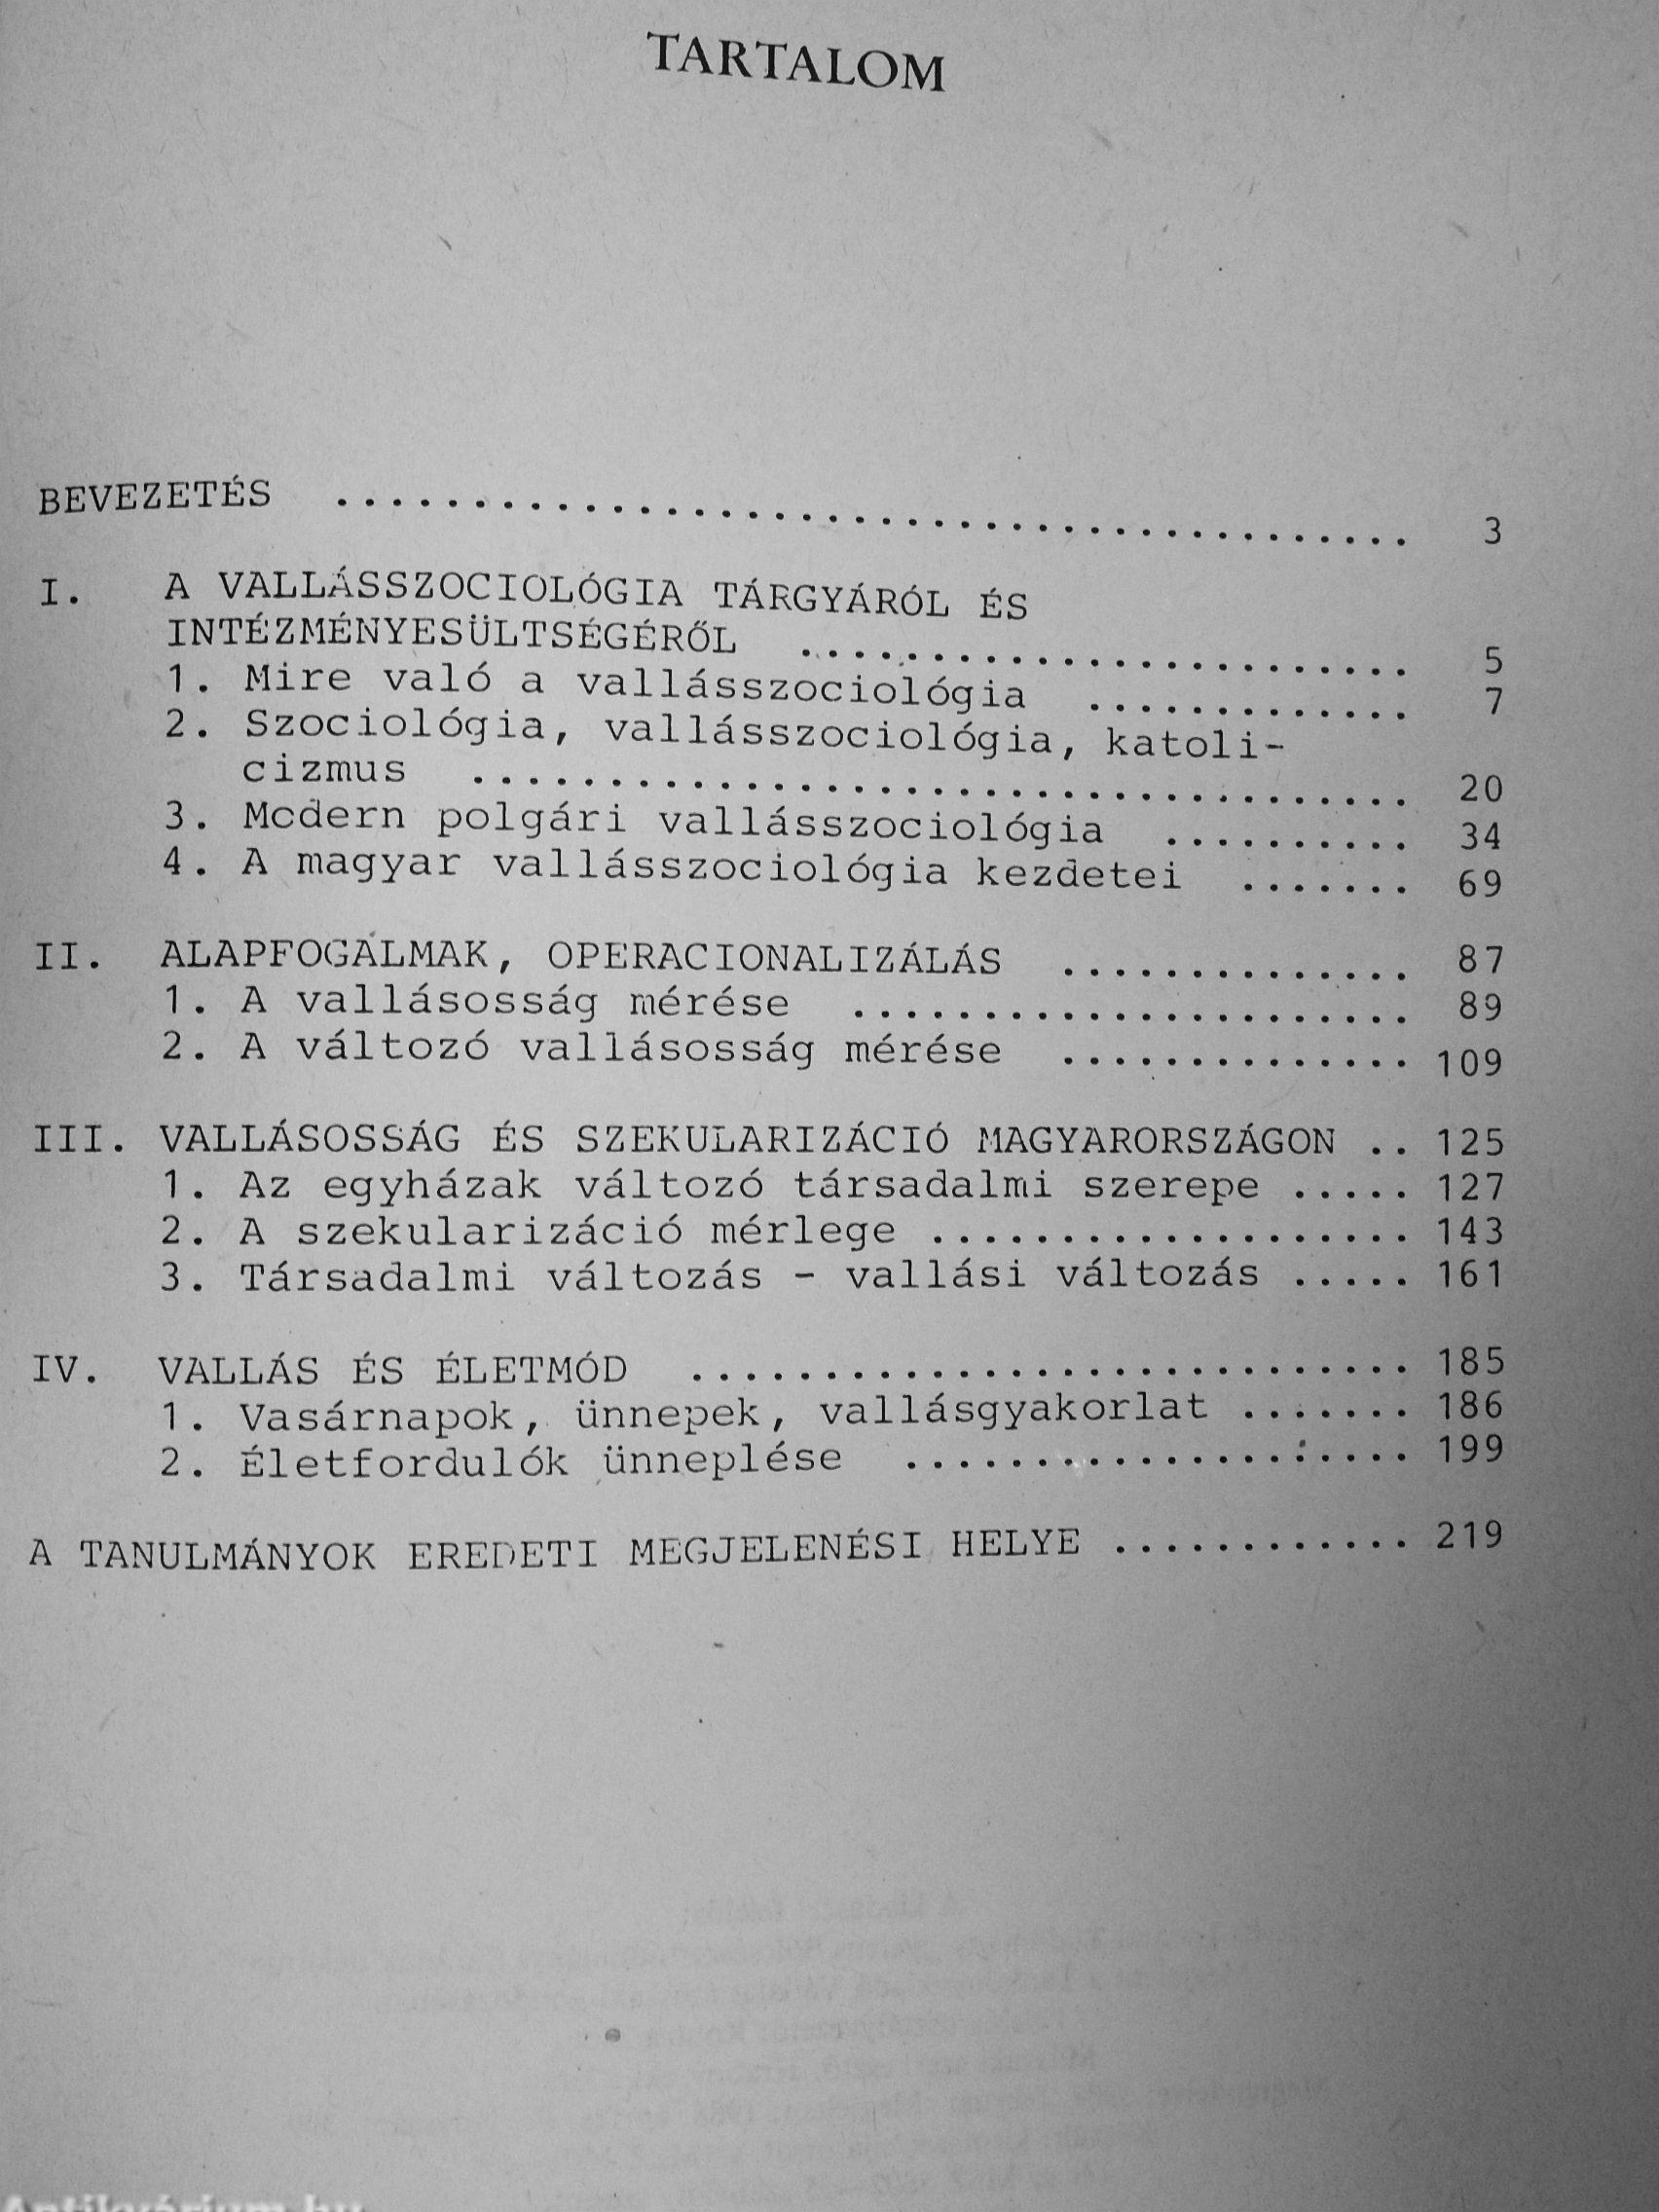 TARTALOM
BEVEZETÉS ........................................ 3
I. A VALLÁSSZOCIOLÓGIA TÁRGYÁRÓL ÉS
INTÉZMÉNYESÜLTSÉGÉRŐL ........................ 5
1. Mire való a vallásszociológia ............. 7
2. Szociológia, vallásszociológia, katoli-
cizmus ................................... 20
3. Modern polgári vallásszociológia .......... 34
4. A magyar vallásszociológia kezdetei ....... 69
II. ALAPFOGALMAK, OPERACIONALIZÁLÁS .............. 87
1. A vallásosság mérése ...................... 89
2. A változó vallásosság mérése .............. 109
III. VALLÁSOSSÁG ÉS SZEKULARIZÁCIÓ MAGYARORSZÁGON .. 125
1. Az egyházak változó társadalmi szerepe ..... 127
2. A szekularizáció mérlege ................... 143
3. Társadalmi változás - vallási változás ..... 161
IV. VALLÁS ÉS ÉLETMÓD ............................ 185
1. Vasárnapok, ünnepek, vallásgyakorlat ....... 186
2. Életfordulók ünneplése .................... 199
A TANULMÁNYOK EREDETI MEGJELENÉSI HELYE ............ 219
Antikvárium.hu